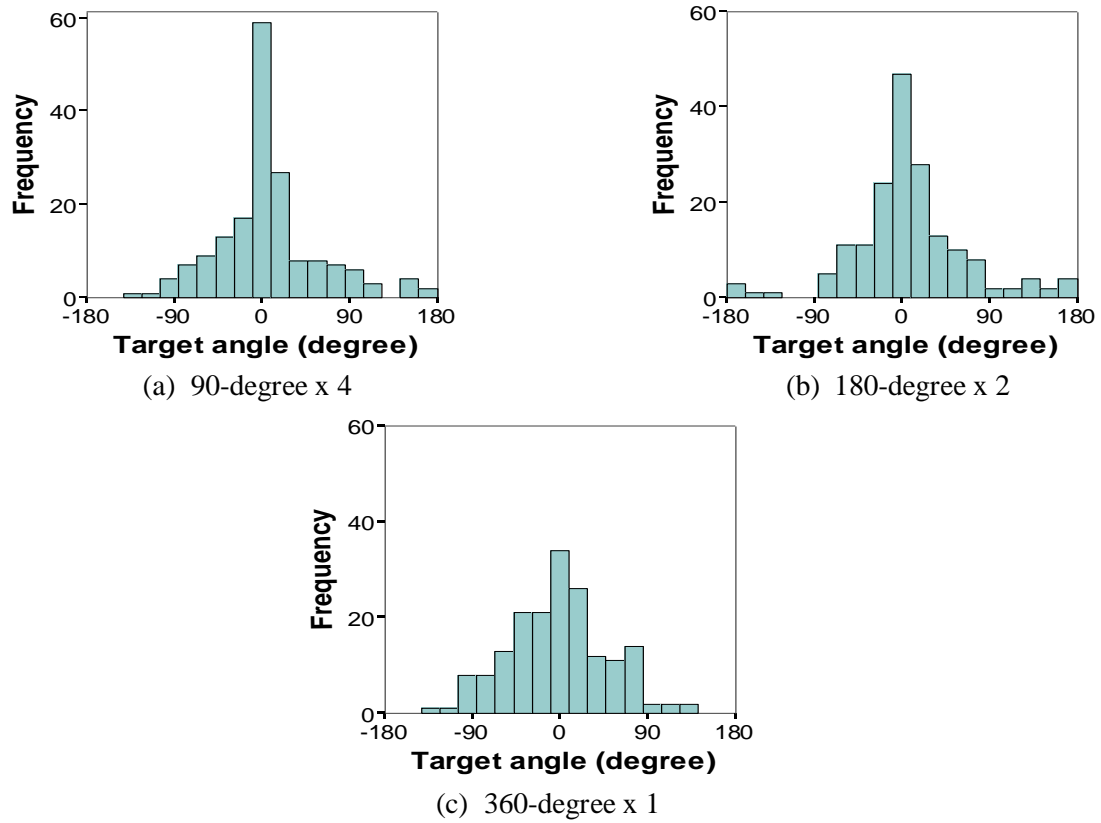 60
40
20
0
Frequency
-180 -90 0 90 180
Target angle (degree)
(a) 90-degree x 4
60
40
20
0
Frequency
-180 -90 0 90 180
Target angle (degree)
(b) 180-degree x 2
60
40
20
0
Frequency
-180 -90 0 90 180
Target angle (degree)
(c) 360-degree x 1